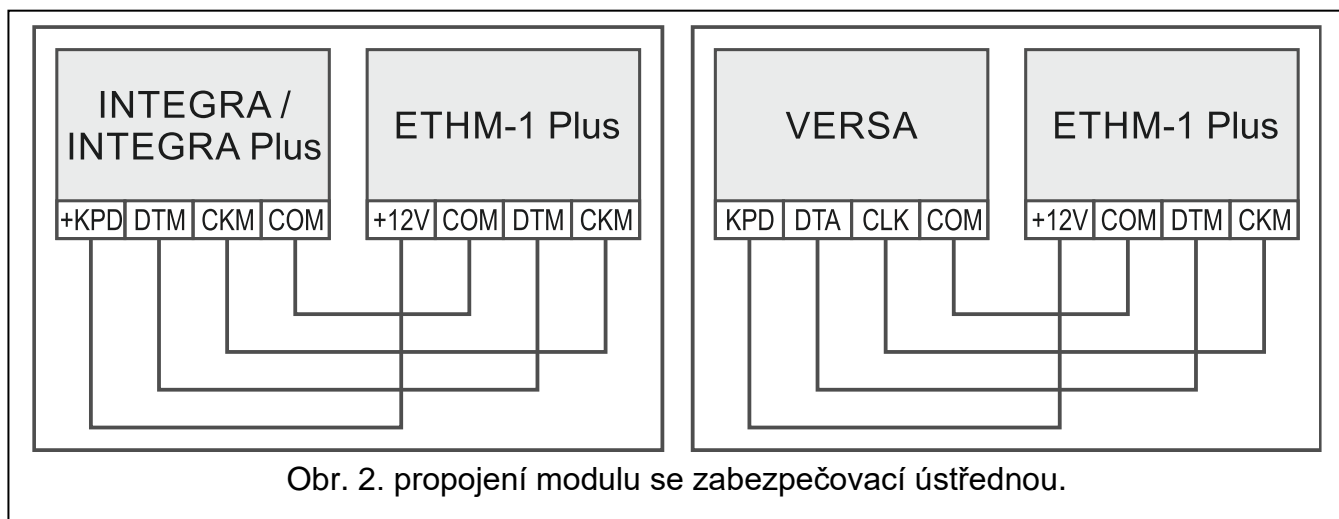 INTEGRA /
INTEGRA Plus
+KPD DTM CKM COM
ETHM-1 Plus
+12V COM DTM CKM
VERSA
KPD DTA CLK COM
ETHM-1 Plus
+12V COM DTM CKM
Obr. 2. propojení modulu se zabezpečovací ústřednou.